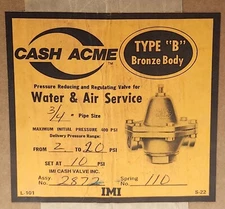 CASH ACME
TYPE "B"
Bronze Body
Pressure Reducing and Regulating Valve for
Water & Air Service
3/4 " Pipe Size
MAXIMUM INITIAL PRESSURE 400 PSI
Delivery Pressure Range:
FROM 2 TO 20 PSI
SET AT 10 PSI
IMI CASH VALVE INC.
Assy No. 2872 Spring No. 110
L-101 IMI S-22